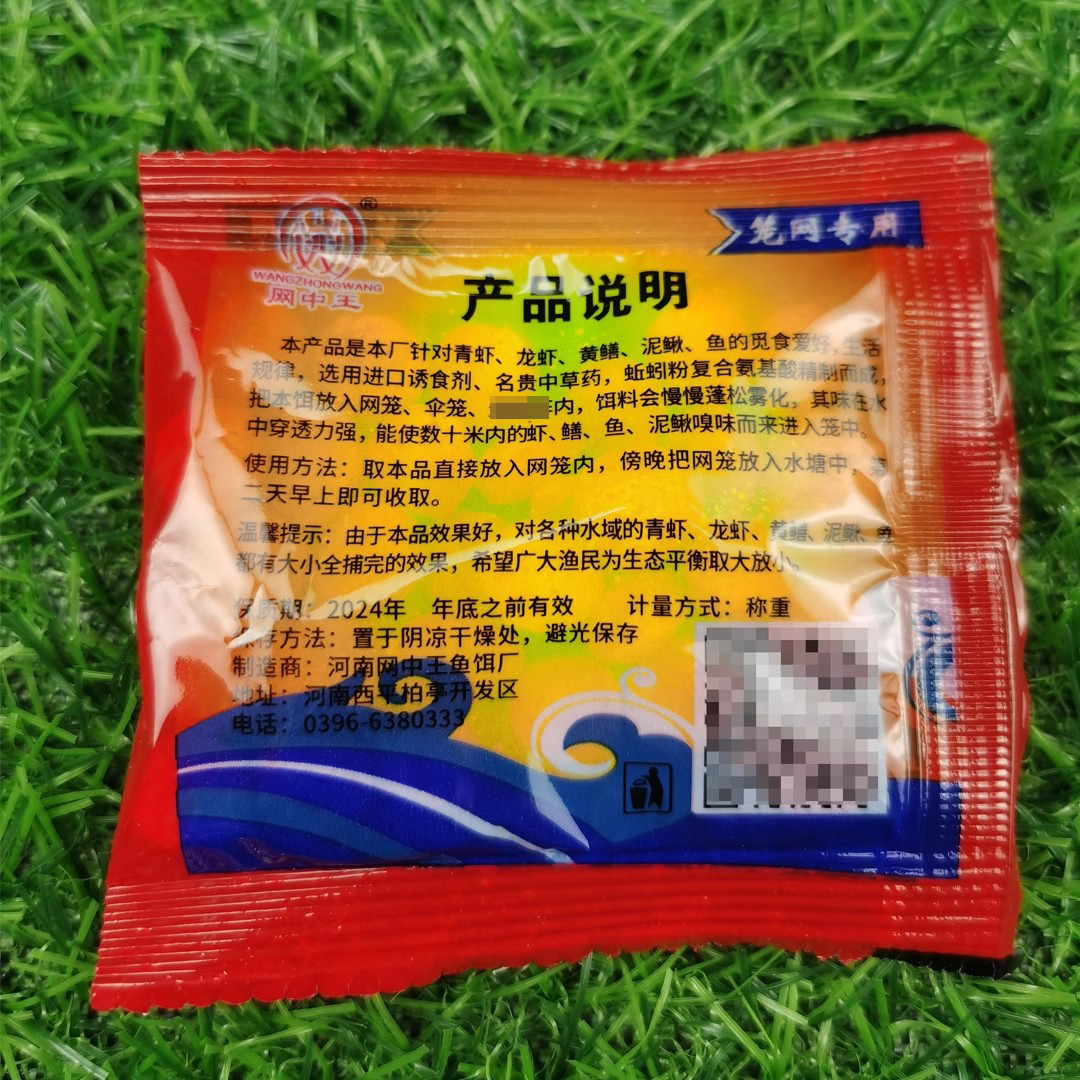 笼网专用
®
WANGZHONGWANG
网中王
产品说明
本产品是本厂针对青虾、龙虾、黄鳝、泥鳅、鱼的觅食爱好,生活
规律，选用进口诱食剂、名贵中草药，蚯蚓粉复合氨基酸精制而成，
把本饵放入网笼、伞笼、内，饵料会慢慢蓬松雾化，其味在水
中穿透力强，能使数十米内的虾、鳝、鱼、泥鳅嗅味而来进入笼中。
使用方法：取本品直接放入网笼内，傍晚把网笼放入水塘中，第
二天早上即可收取。
温馨提示：由于本品效果好，对各种水域的青虾、龙虾、黄鳝、泥鳅、鱼
都有大小全捕完的效果，希望广大渔民为生态平衡取大放小。
保质期：2024年 年底之前有效 计量方式：称重
保存方法：置于阴凉干燥处，避光保存
制造商：河南网中王鱼饵厂
地址：河南西平柏亭开发区
电话：0396-6380333